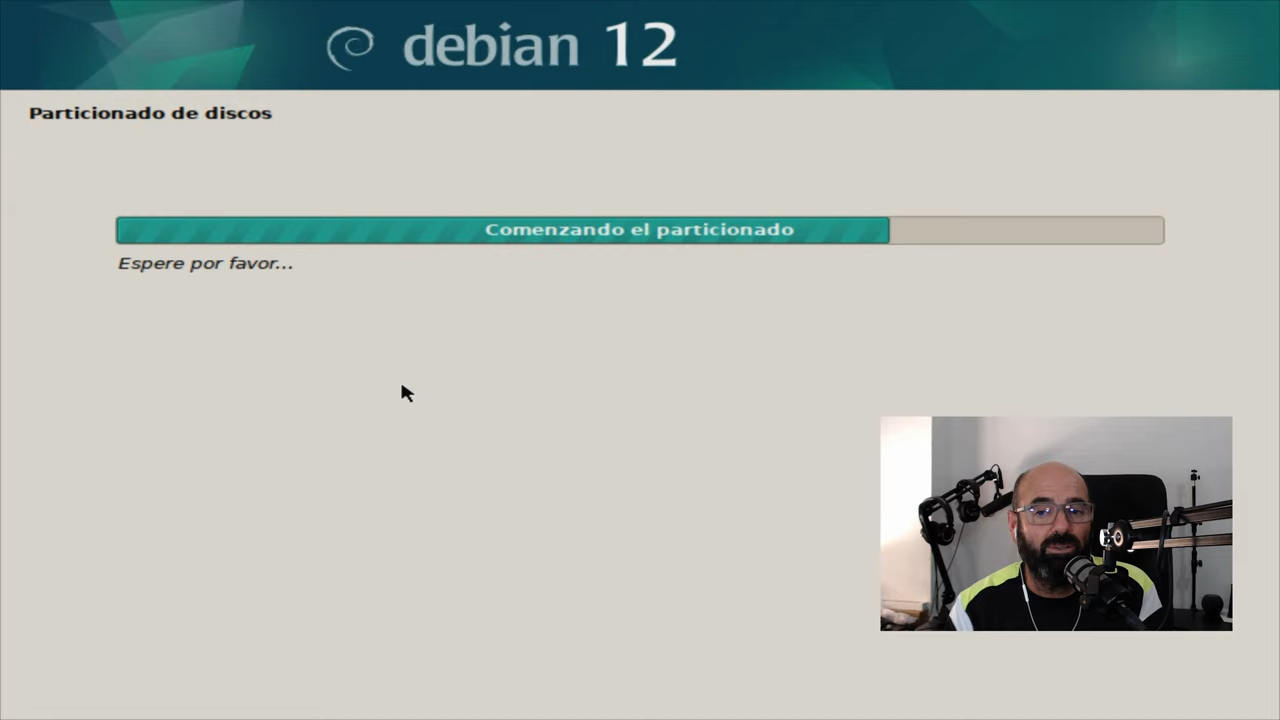 debian 12
Particionado de discos
Comenzando el particionado
Espere por favor...